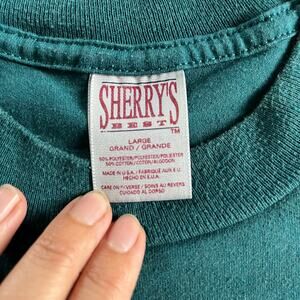 SHERRY'S
BEST
TM
LARGE
GRAND / GRANDE
50% POLYESTER/POLYESTER/POLIESTER
50% COTTON/COTON/ALGODON
MADE IN U.S.A. / FABRIQUE AUX E.U.
HECHO EN E.U.A.
CARE ON REVERSE / SOINS AU REVERS
CUIDADO AL DORSO